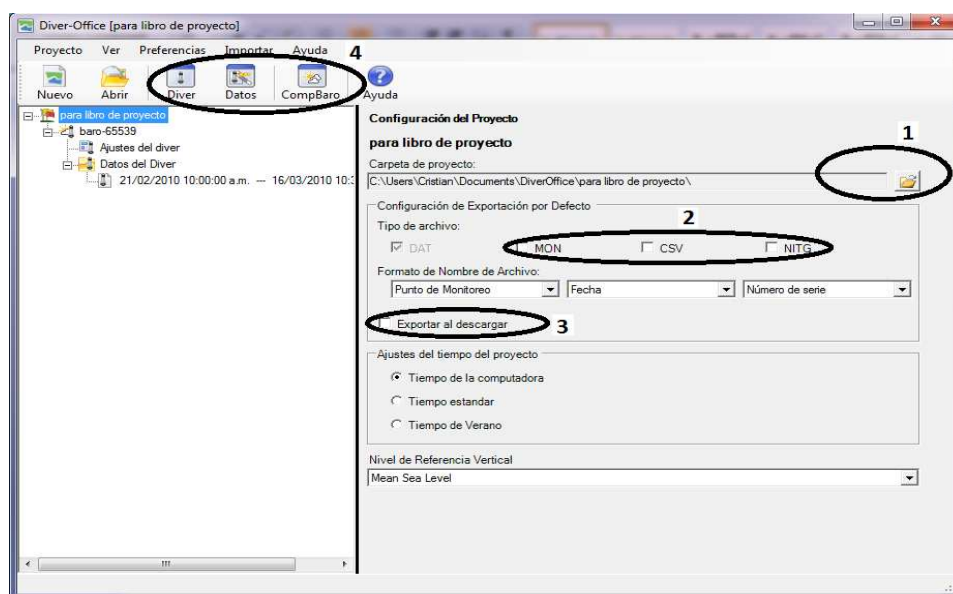 Diver-Office [para libro de proyecto]
Proyecto Ver Preferencias Importar Ayuda 4
Nuevo Abrir Diver Datos CompBaro Ayuda
para libro de proyecto
baro-65539
Ajustes del diver
Datos del Diver
21/02/2010 10:00:00 a.m. -- 16/03/2010 10:3
Configuración del Proyecto
1
para libro de proyecto
Carpeta de proyecto:
C:\Users\Cristian\Documents\DiverOffice\para libro de proyecto\
Configuración de Exportación por Defecto
2
Tipo de archivo:
DAT MON CSV NITG
Formato de Nombre de Archivo:
Punto de Monitoreo Fecha Número de serie
Exportar al descargar 3
Ajustes del tiempo del proyecto
Tiempo de la computadora
Tiempo estandar
Tiempo de Verano
Nivel de Referencia Vertical
Mean Sea Level